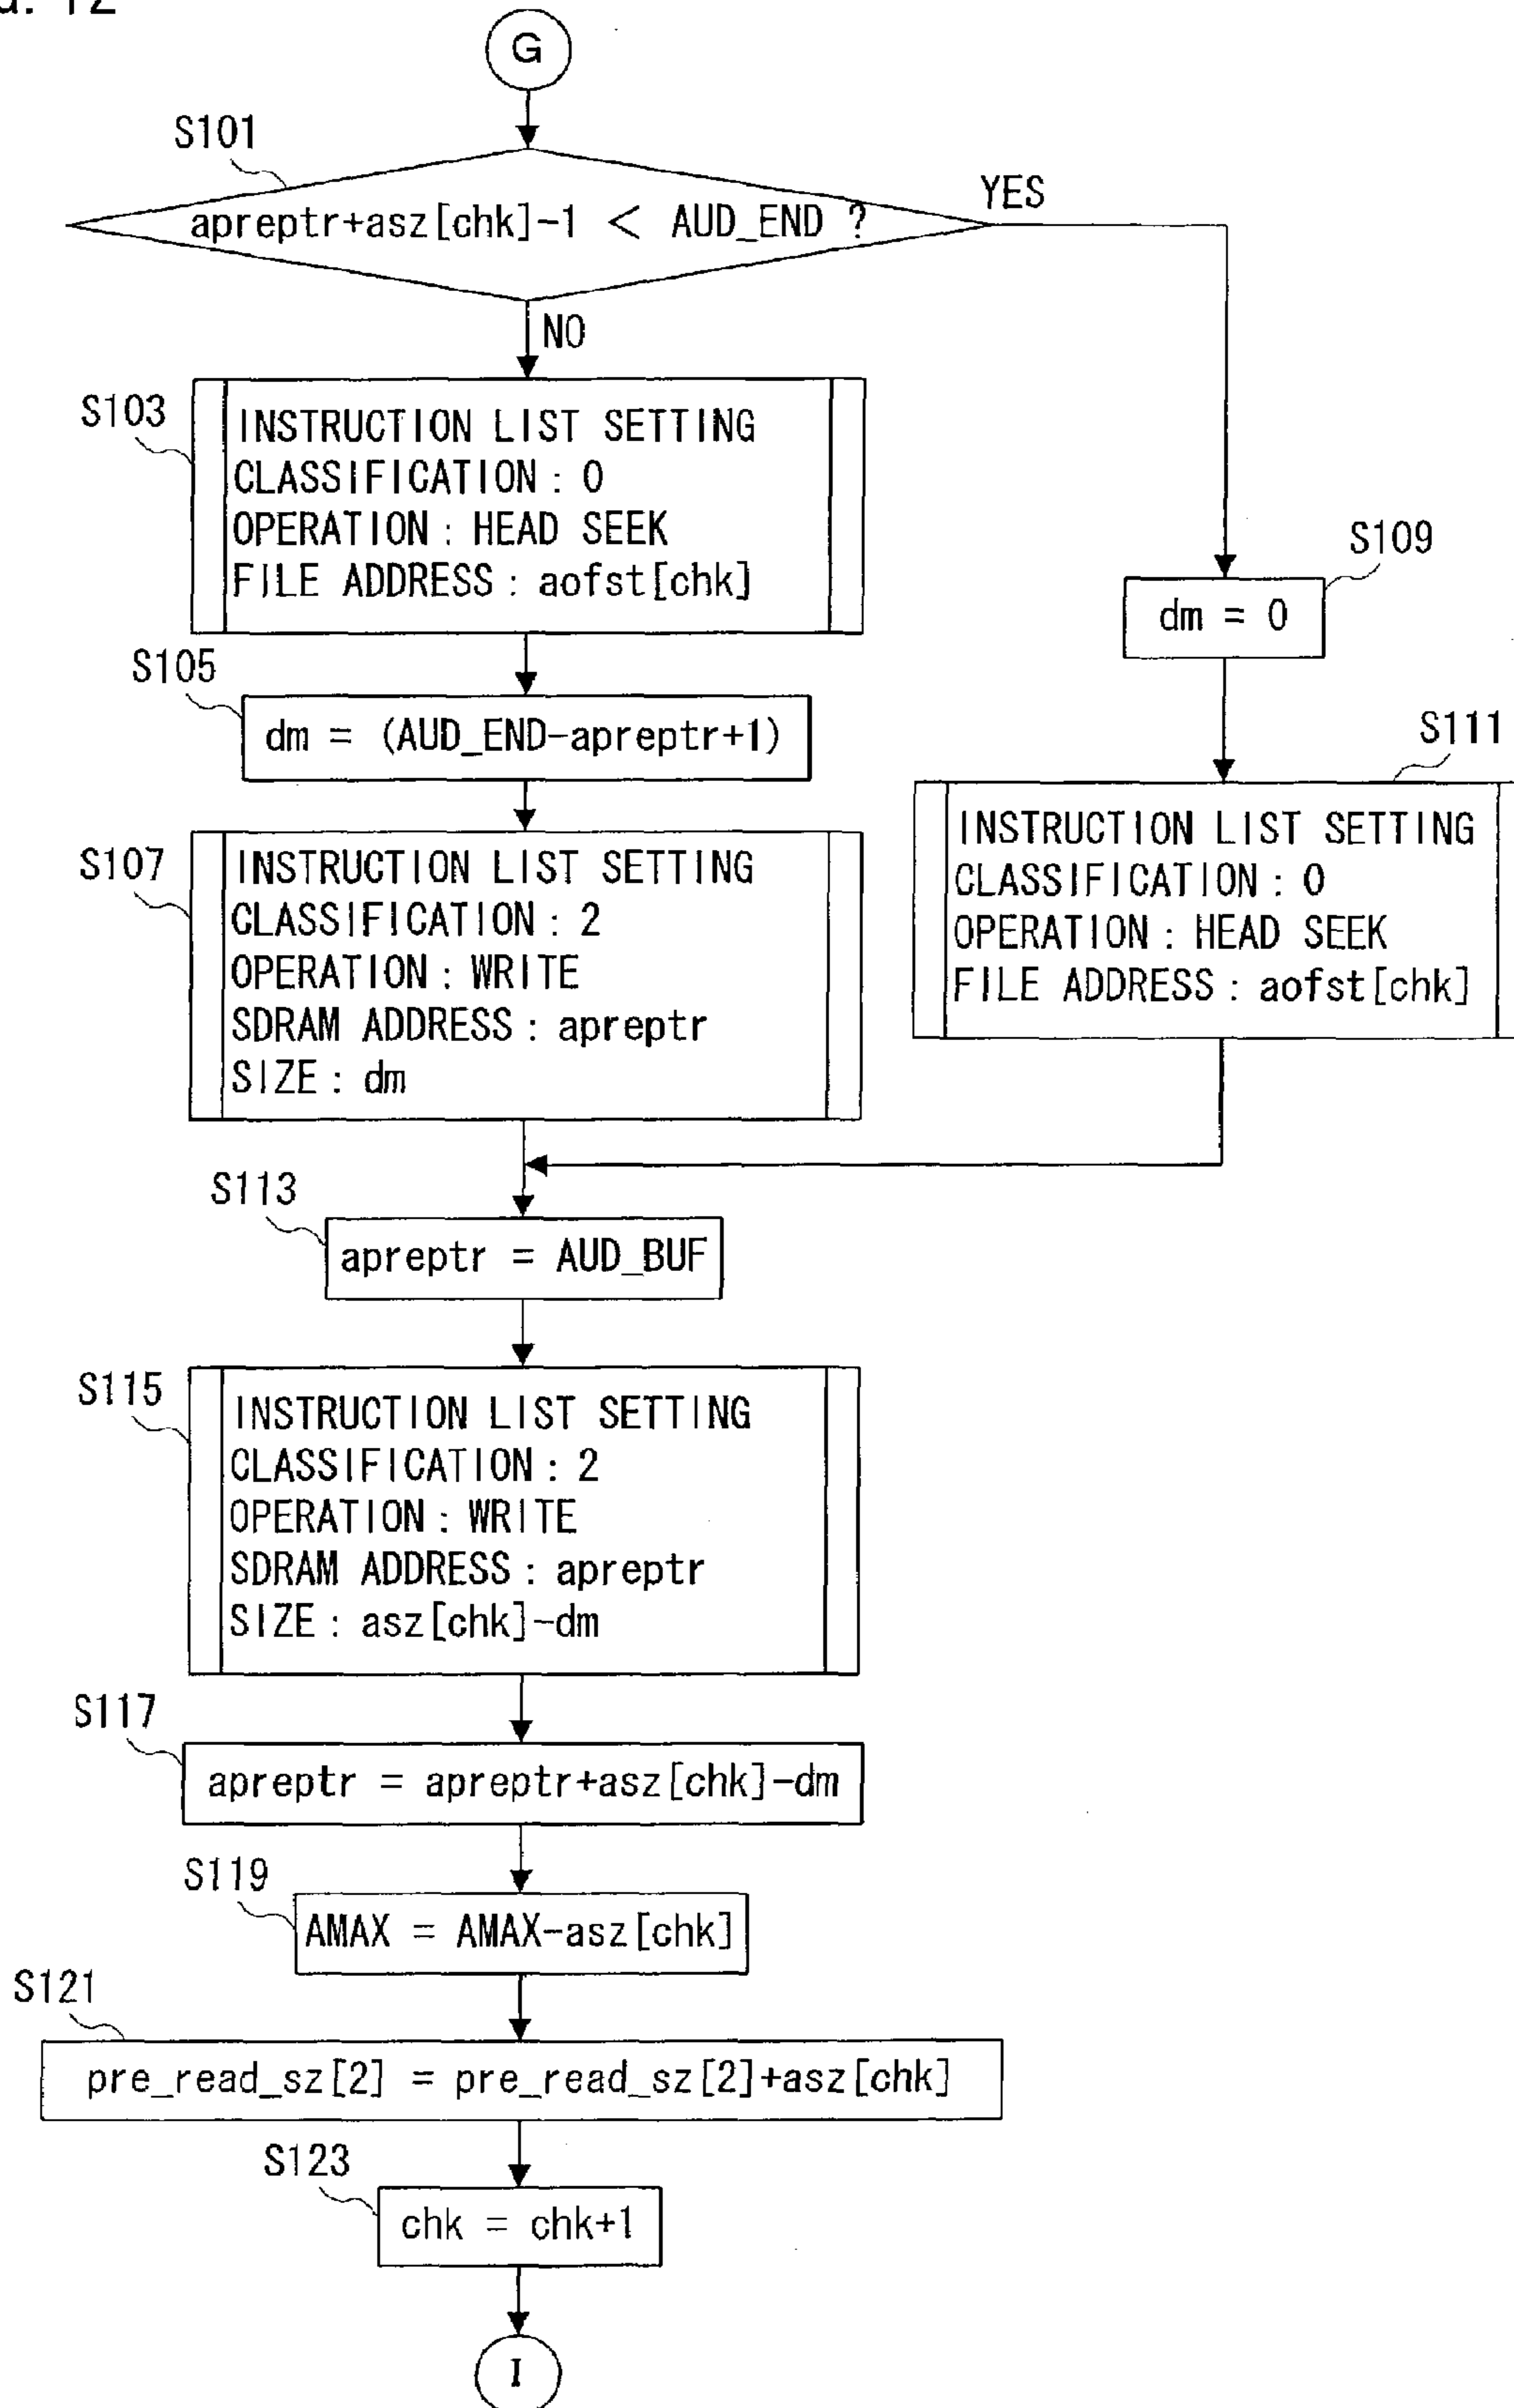 G. 12
G
S101
apreptr+asz[chk]-1 < AUD_END ?
YES
NO
S103
INSTRUCTION LIST SETTING
CLASSIFICATION : 0
OPERATION : HEAD SEEK
FILE ADDRESS : aofst[chk]
S109
dm = 0
S105
dm = (AUD_END-apreptr+1)
S111
INSTRUCTION LIST SETTING
CLASSIFICATION : 0
OPERATION : HEAD SEEK
FILE ADDRESS : aofst[chk]
S107
INSTRUCTION LIST SETTING
CLASSIFICATION : 2
OPERATION : WRITE
SDRAM ADDRESS : apreptr
SIZE : dm
S113
apreptr = AUD_BUF
S115
INSTRUCTION LIST SETTING
CLASSIFICATION : 2
OPERATION : WRITE
SDRAM ADDRESS : apreptr
SIZE : asz[chk]-dm
S117
apreptr = apreptr+asz[chk]-dm
S119
AMAX = AMAX-asz[chk]
S121
pre_read_sz[2] = pre_read_sz[2]+asz[chk]
S123
chk = chk+1
I